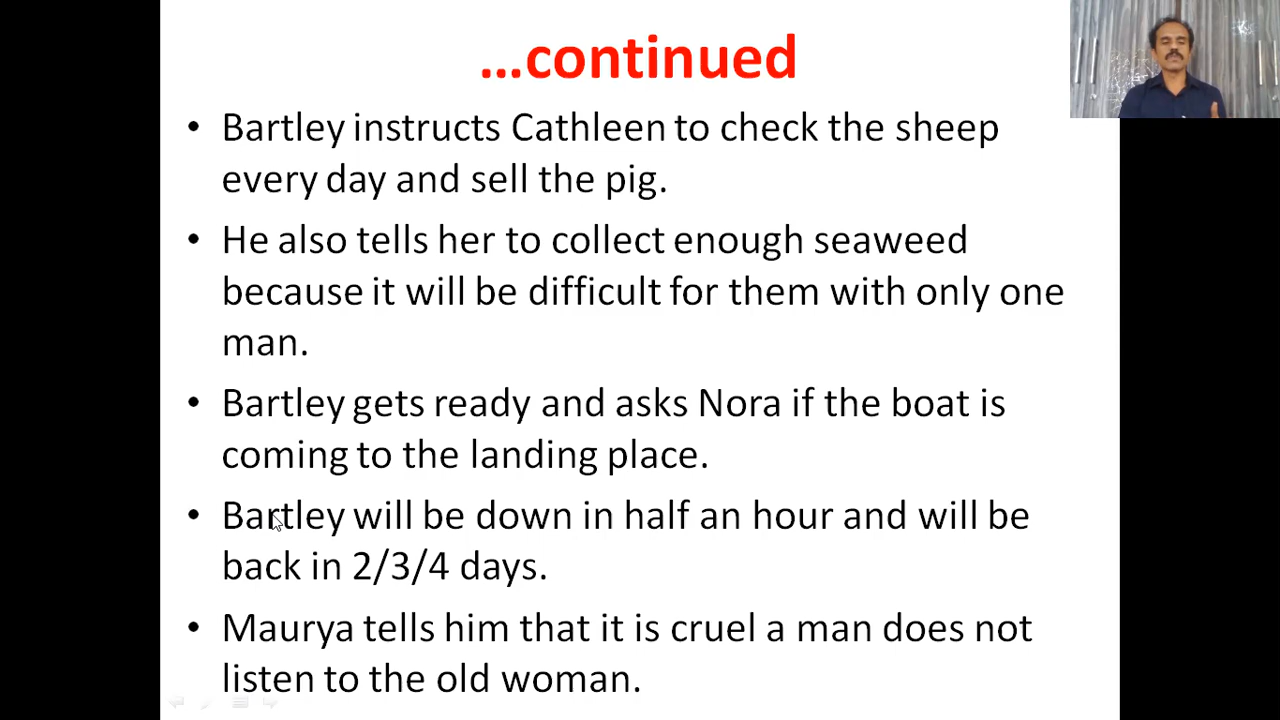 ...continued
• Bartley instructs Cathleen to check the sheep
every day and sell the pig.
• He also tells her to collect enough seaweed
because it will be difficult for them with only one
man.
• Bartley gets ready and asks Nora if the boat is
coming to the landing place.
• Bartley will be down in half an hour and will be
back in 2/3/4 days.
• Maurya tells him that it is cruel a man does not
listen to the old woman.